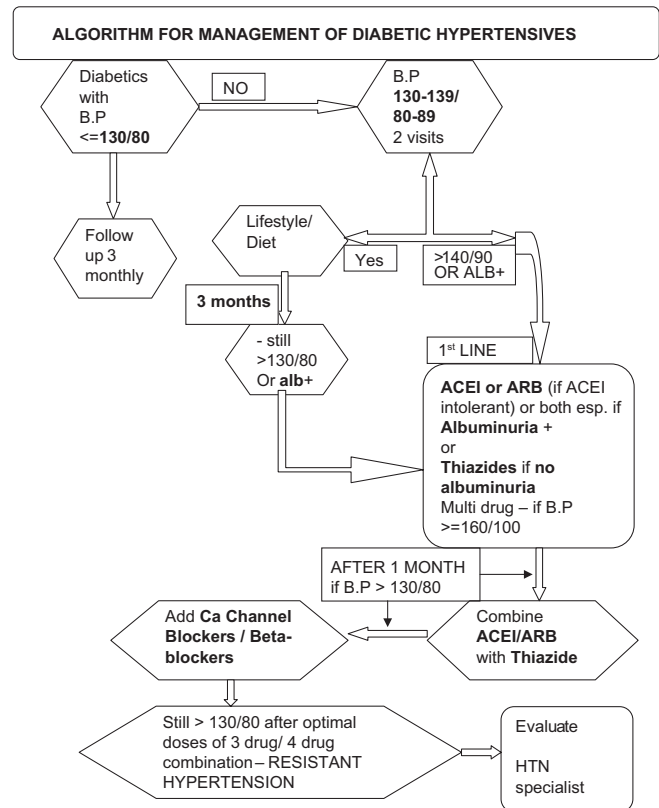 ALGORITHM FOR MANAGEMENT OF DIABETIC HYPERTENSIVES
Diabetics
with
B.P
<=130/80
NO
B.P
130-139/
80-89
2 visits
Follow
up 3
monthly
Lifestyle/
Diet
Yes
>140/90
OR ALB+
3 months
- still
>130/80
Or alb+
1st LINE
ACEI or ARB (if ACEI
intolerant) or both esp. if
Albuminuria +
or
Thiazides if no
albuminuria
Multi drug – if B.P
>=160/100
AFTER 1 MONTH
if B.P > 130/80
Add Ca Channel
Blockers / Beta-
blockers
Combine
ACEI/ARB
with Thiazide
Still > 130/80 after optimal
doses of 3 drug/ 4 drug
combination – RESISTANT
HYPERTENSION
Evaluate
HTN
specialist